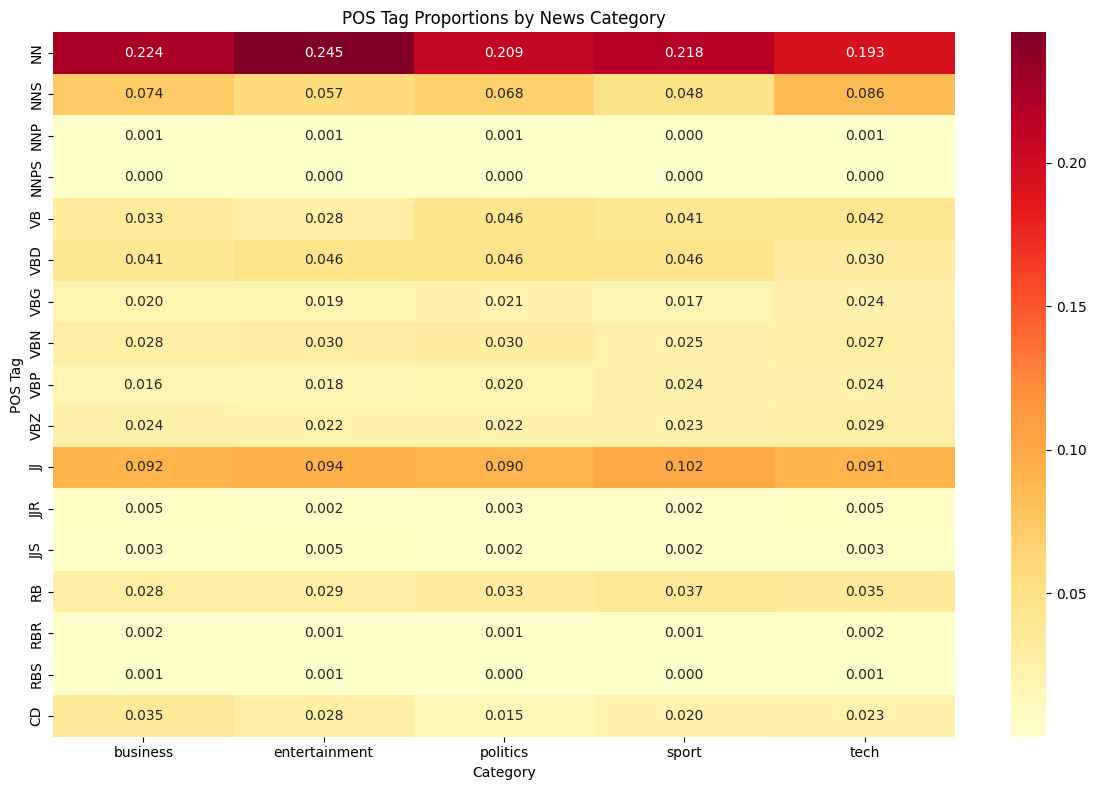 POS Tag Proportions by News Category
POS Tag
NN 0.224 0.245 0.209 0.218 0.193
NNS 0.074 0.057 0.068 0.048 0.086
NNP 0.001 0.001 0.001 0.000 0.001
NNPS 0.000 0.000 0.000 0.000 0.000
VB 0.033 0.028 0.046 0.041 0.042
VBD 0.041 0.046 0.046 0.046 0.030
VBG 0.020 0.019 0.021 0.017 0.024
VBN 0.028 0.030 0.030 0.025 0.027
VBP 0.016 0.018 0.020 0.024 0.024
VBZ 0.024 0.022 0.022 0.023 0.029
JJ 0.092 0.094 0.090 0.102 0.091
JJR 0.005 0.002 0.003 0.002 0.005
JJS 0.003 0.005 0.002 0.002 0.003
RB 0.028 0.029 0.033 0.037 0.035
RBR 0.002 0.001 0.001 0.001 0.002
RBS 0.001 0.001 0.000 0.000 0.001
CD 0.035 0.028 0.015 0.020 0.023
business entertainment politics sport tech
Category
0.20
0.15
0.10
0.05